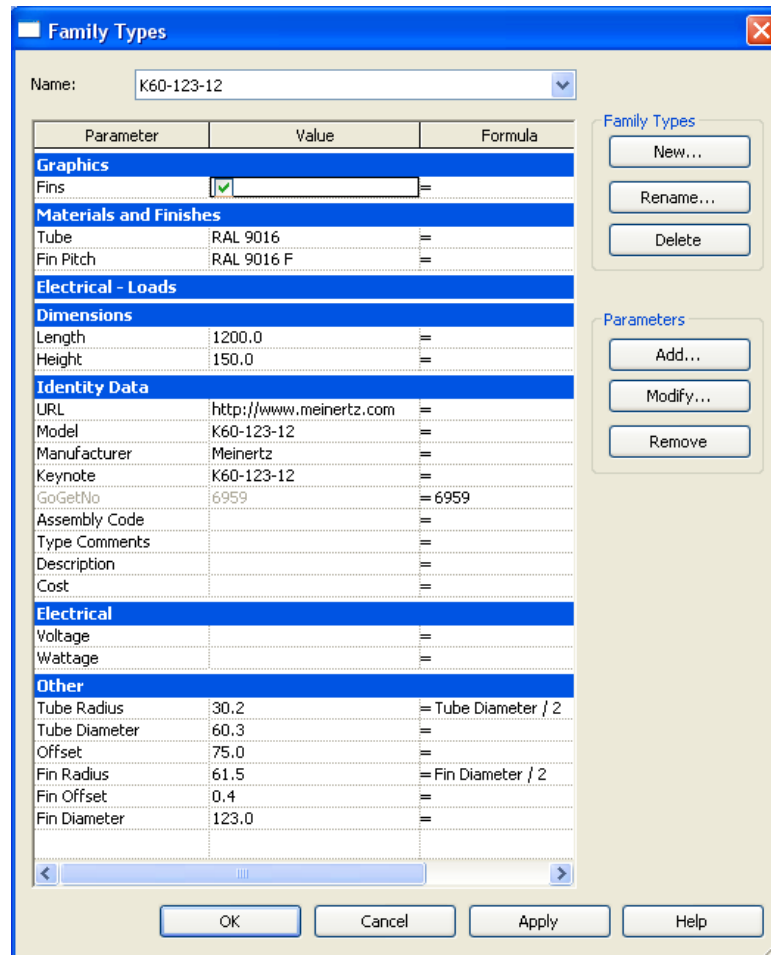 Family Types
Name: K60-123-12
Parameter Value Formula
Graphics
Fins =
Materials and Finishes
Tube RAL 9016 =
Fin Pitch RAL 9016 F =
Electrical - Loads
Dimensions
Length 1200.0 =
Height 150.0 =
Identity Data
URL http://www.meinertz.com =
Model K60-123-12 =
Manufacturer Meinertz =
Keynote K60-123-12 =
GoGetNo 6959 = 6959
Assembly Code =
Type Comments =
Description =
Cost =
Electrical
Voltage =
Wattage =
Other
Tube Radius 30.2 = Tube Diameter / 2
Tube Diameter 60.3 =
Offset 75.0 =
Fin Radius 61.5 = Fin Diameter / 2
Fin Offset 0.4 =
Fin Diameter 123.0 =
Family Types
New...
Rename...
Delete
Parameters
Add...
Modify...
Remove
OK Cancel Apply Help